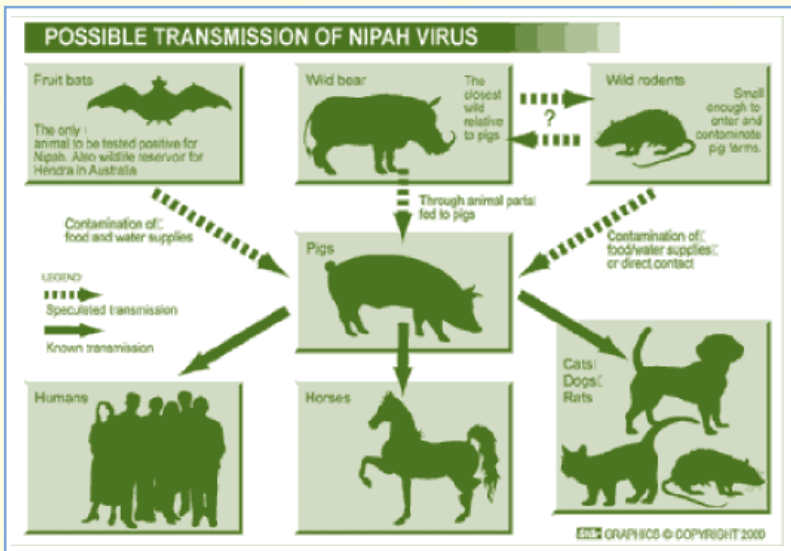 POSSIBLE TRANSMISSION OF NIPAH VIRUS
Fruit bats
The only
animal to be tested positive for
Nipah. Also wildlife reservoir for
Hendra in Australia
Wild bear
The
closest
wild
relative
to pigs
?
Wild rodents
Small
enough to
enter and
contaminate
pig farms.
Contamination of
food and water supplies
Through animal parts
fed to pigs
Contamination of
food/water supplies
or direct contact
Pigs
LEGEND:
Speculated transmission
Known transmission
Humans
Horses
Cats
Dogs
Rats
GRAPHICS © COPYRIGHT 2000